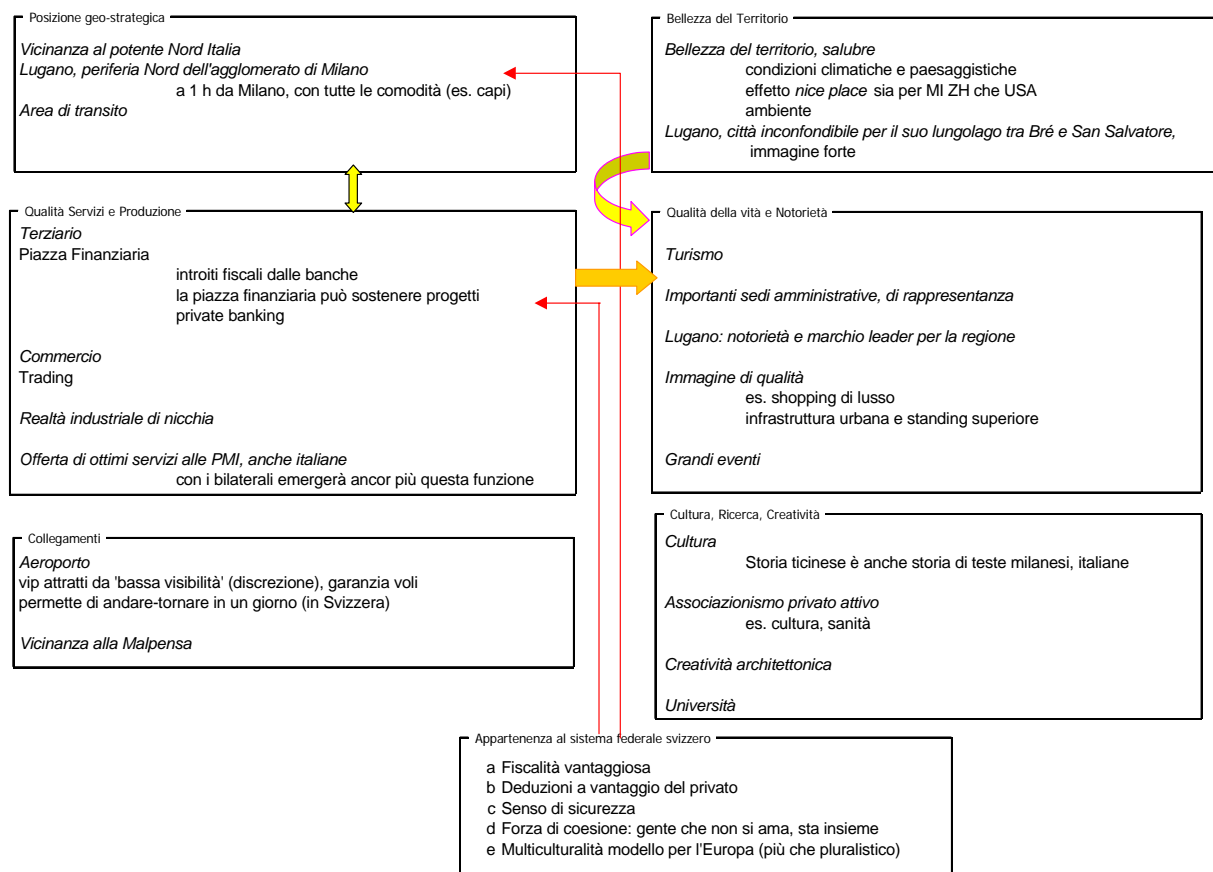 Posizione geo-strategica
Vicinanza al potente Nord Italia
Lugano, periferia Nord dell'agglomerato di Milano
a 1 h da Milano, con tutte le comodità (es. capi)
Area di transito
Bellezza del Territorio
Bellezza del territorio, salubre
condizioni climatiche e paesaggistiche
effetto nice place sia per MI ZH che USA
ambiente
Lugano, città inconfondibile per il suo lungolago tra Bré e San Salvatore,
immagine forte
Qualità Servizi e Produzione
Terziario
Piazza Finanziaria
introiti fiscali dalle banche
la piazza finanziaria può sostenere progetti
private banking
Commercio
Trading
Realtà industriale di nicchia
Offerta di ottimi servizi alle PMI, anche italiane
con i bilaterali emergerà ancor più questa funzione
Qualità della vità e Notorietà
Turismo
Importanti sedi amministrative, di rappresentanza
Lugano: notorietà e marchio leader per la regione
Immagine di qualità
es. shopping di lusso
infrastruttura urbana e standing superiore
Grandi eventi
Collegamenti
Aeroporto
vip attratti da 'bassa visibilità' (discrezione), garanzia voli
permette di andare-tornare in un giorno (in Svizzera)
Vicinanza alla Malpensa
Cultura, Ricerca, Creatività
Cultura
Storia ticinese è anche storia di teste milanesi, italiane
Associazionismo privato attivo
es. cultura, sanità
Creatività architettonica
Università
Appartenenza al sistema federale svizzero
a Fiscalità vantaggiosa
b Deduzioni a vantaggio del privato
c Senso di sicurezza
d Forza di coesione: gente che non si ama, sta insieme
e Multiculturalità modello per l'Europa (più che pluralistico)